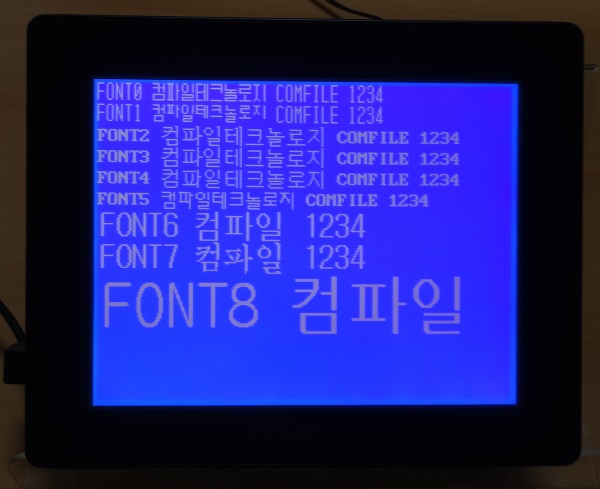 FONT0 컴파일테크놀로지 COMFILE 1234
FONT1 컴파일테크놀로지 COMFILE 1234
FONT2 컴파일테크놀로지 COMFILE 1234
FONT3 컴파일테크놀로지 COMFILE 1234
FONT4 컴파일테크놀로지 COMFILE 1234
FONT5 컴파일테크놀로지 COMFILE 1234
FONT6 컴파일 1234
FONT7 컴파일 1234
FONT8 컴파일
COMFILE